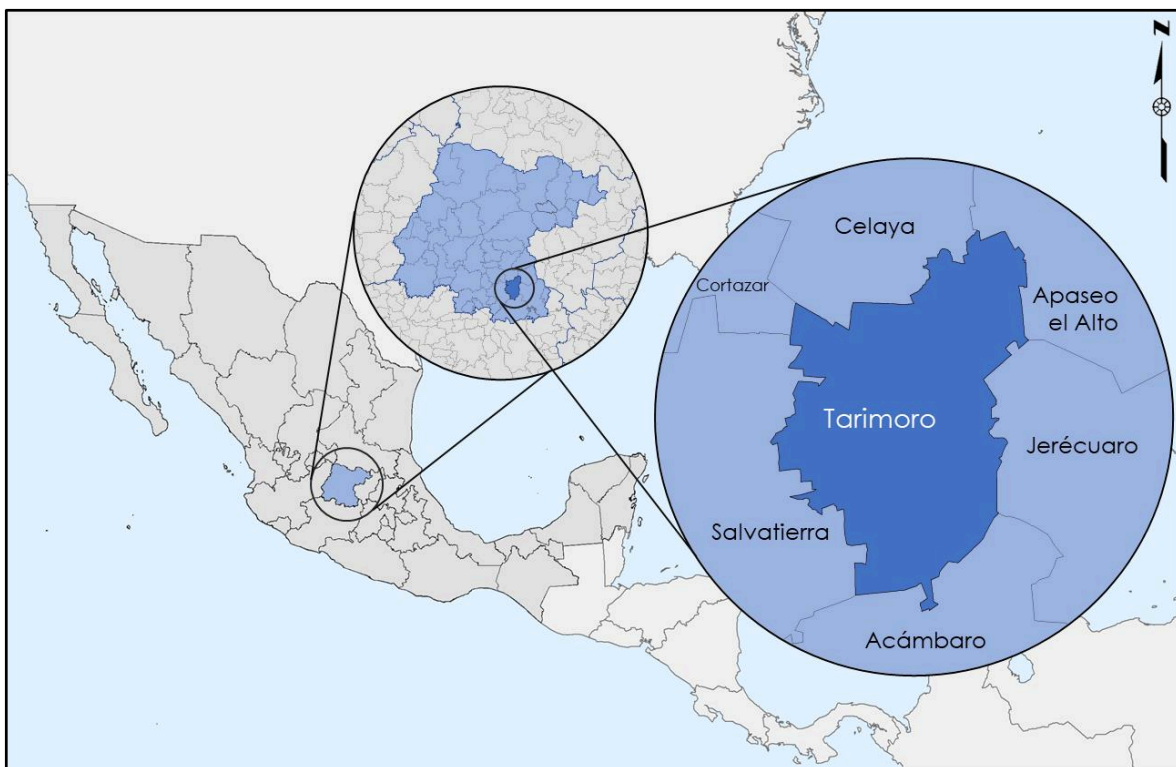 N
Celaya
Cortazar
Apaseo
el Alto
Tarimoro
Jerécuaro
Salvatierra
Acámbaro